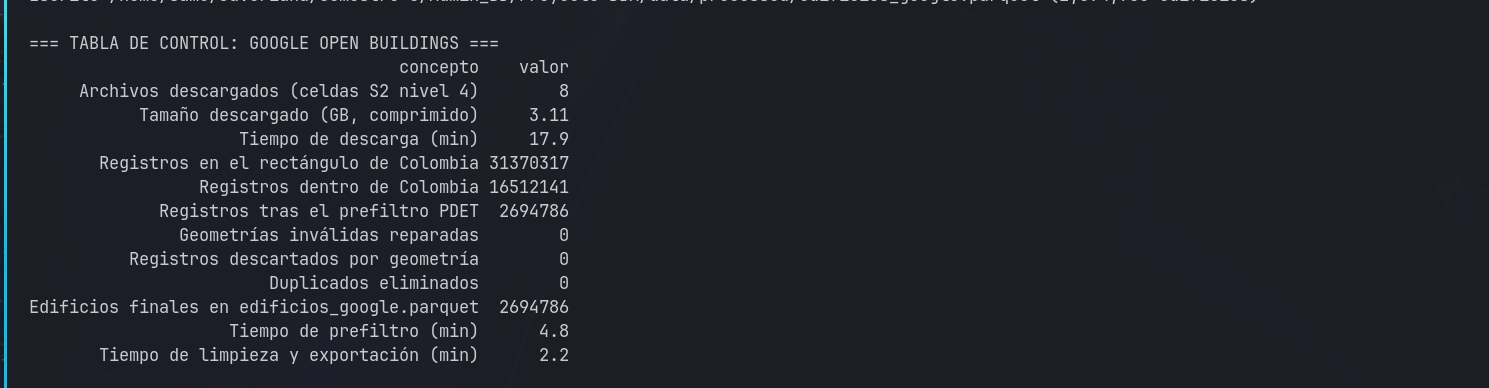 === TABLA DE CONTROL: GOOGLE OPEN BUILDINGS ===
concepto valor
Archivos descargados (celdas S2 nivel 4) 8
Tamaño descargado (GB, comprimido) 3.11
Tiempo de descarga (min) 17.9
Registros en el rectángulo de Colombia 31370317
Registros dentro de Colombia 16512141
Registros tras el prefiltro PDET 2694786
Geometrías inválidas reparadas 0
Registros descartados por geometría 0
Duplicados eliminados 0
Edificios finales en edificios_google.parquet 2694786
Tiempo de prefiltro (min) 4.8
Tiempo de limpieza y exportación (min) 2.2